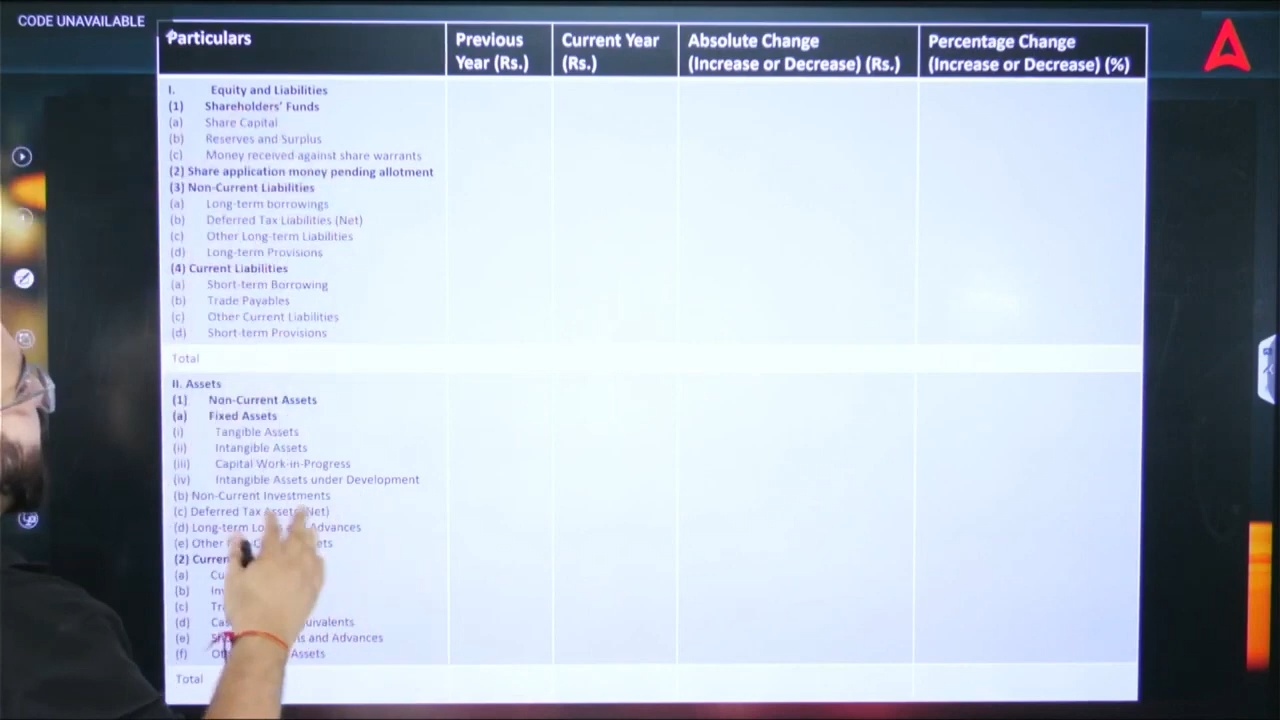 CODE UNAVAILABLE
Particulars
Previous Year (Rs.)
Current Year (Rs.)
Absolute Change (Increase or Decrease) (Rs.)
Percentage Change (Increase or Decrease) (%)
I. Equity and Liabilities
(1) Shareholders' Funds
(a) Share Capital
(b) Reserves and Surplus
(c) Money received against share warrants
(2) Share application money pending allotment
(3) Non-Current Liabilities
(a) Long-term borrowings
(b) Deferred Tax Liabilities (Net)
(c) Other Long-term Liabilities
(d) Long-term Provisions
(4) Current Liabilities
(a) Short-term Borrowing
(b) Trade Payables
(c) Other Current Liabilities
(d) Short-term Provisions
Total
II. Assets
(1) Non-Current Assets
(a) Fixed Assets
(i) Tangible Assets
(ii) Intangible Assets
(iii) Capital Work-in-Progress
(iv) Intangible Assets under Development
(b) Non-Current Investments
(c) Deferred Tax Assets (Net)
(d) Long-term Advances
(e) Other
(2)
(a)
(b)
(c)
(d)
(e) and Advances
(f) Assets
Total